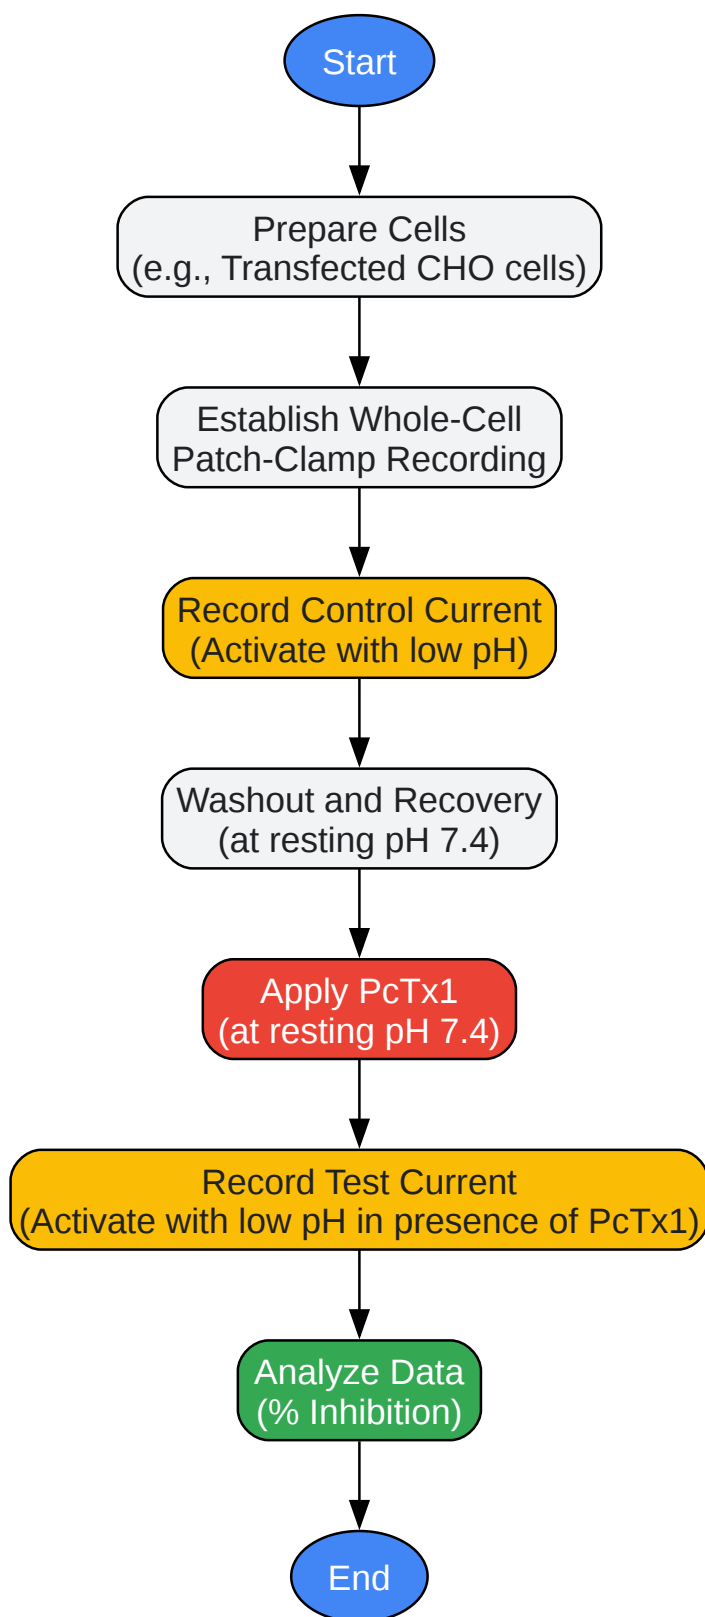 Start
Prepare Cells
(e.g., Transfected CHO cells)
Establish Whole-Cell
Patch-Clamp Recording
Record Control Current
(Activate with low pH)
Washout and Recovery
(at resting pH 7.4)
Apply PcTx1
(at resting pH 7.4)
Record Test Current
(Activate with low pH in presence of PcTx1)
Analyze Data
(% Inhibition)
End